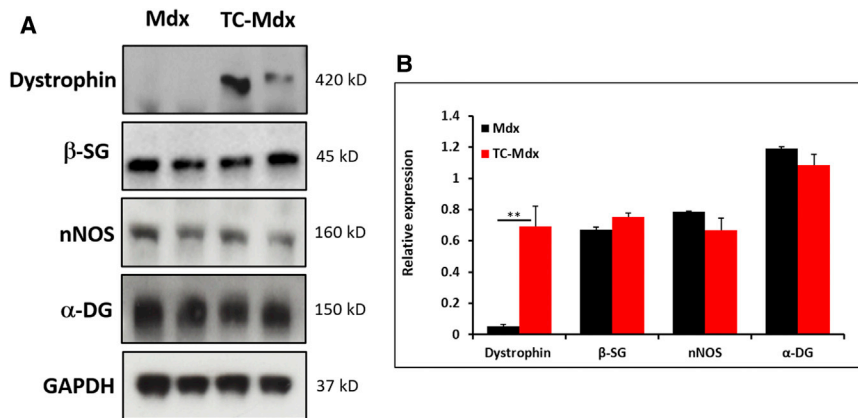 A
Mdx TC-Mdx
Dystrophin 420 kD
β-SG 45 kD
nNOS 160 kD
α-DG 150 kD
GAPDH 37 kD
B
Relative expression
1.4
1.2
1
0.8
0.6
0.4
0.2
0
Mdx
TC-Mdx
**
Dystrophin β-SG nNOS α-DG